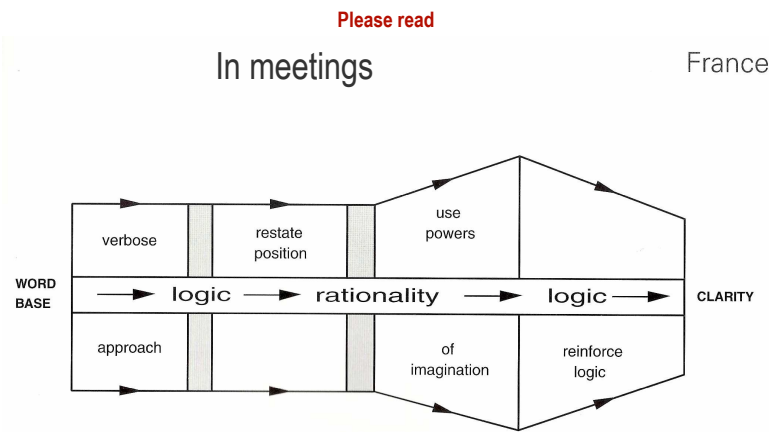 Please read
In meetings
France
verbose
restate
position
use
powers
WORD
BASE
logic
rationality
logic
CLARITY
approach
of
imagination
reinforce
logic